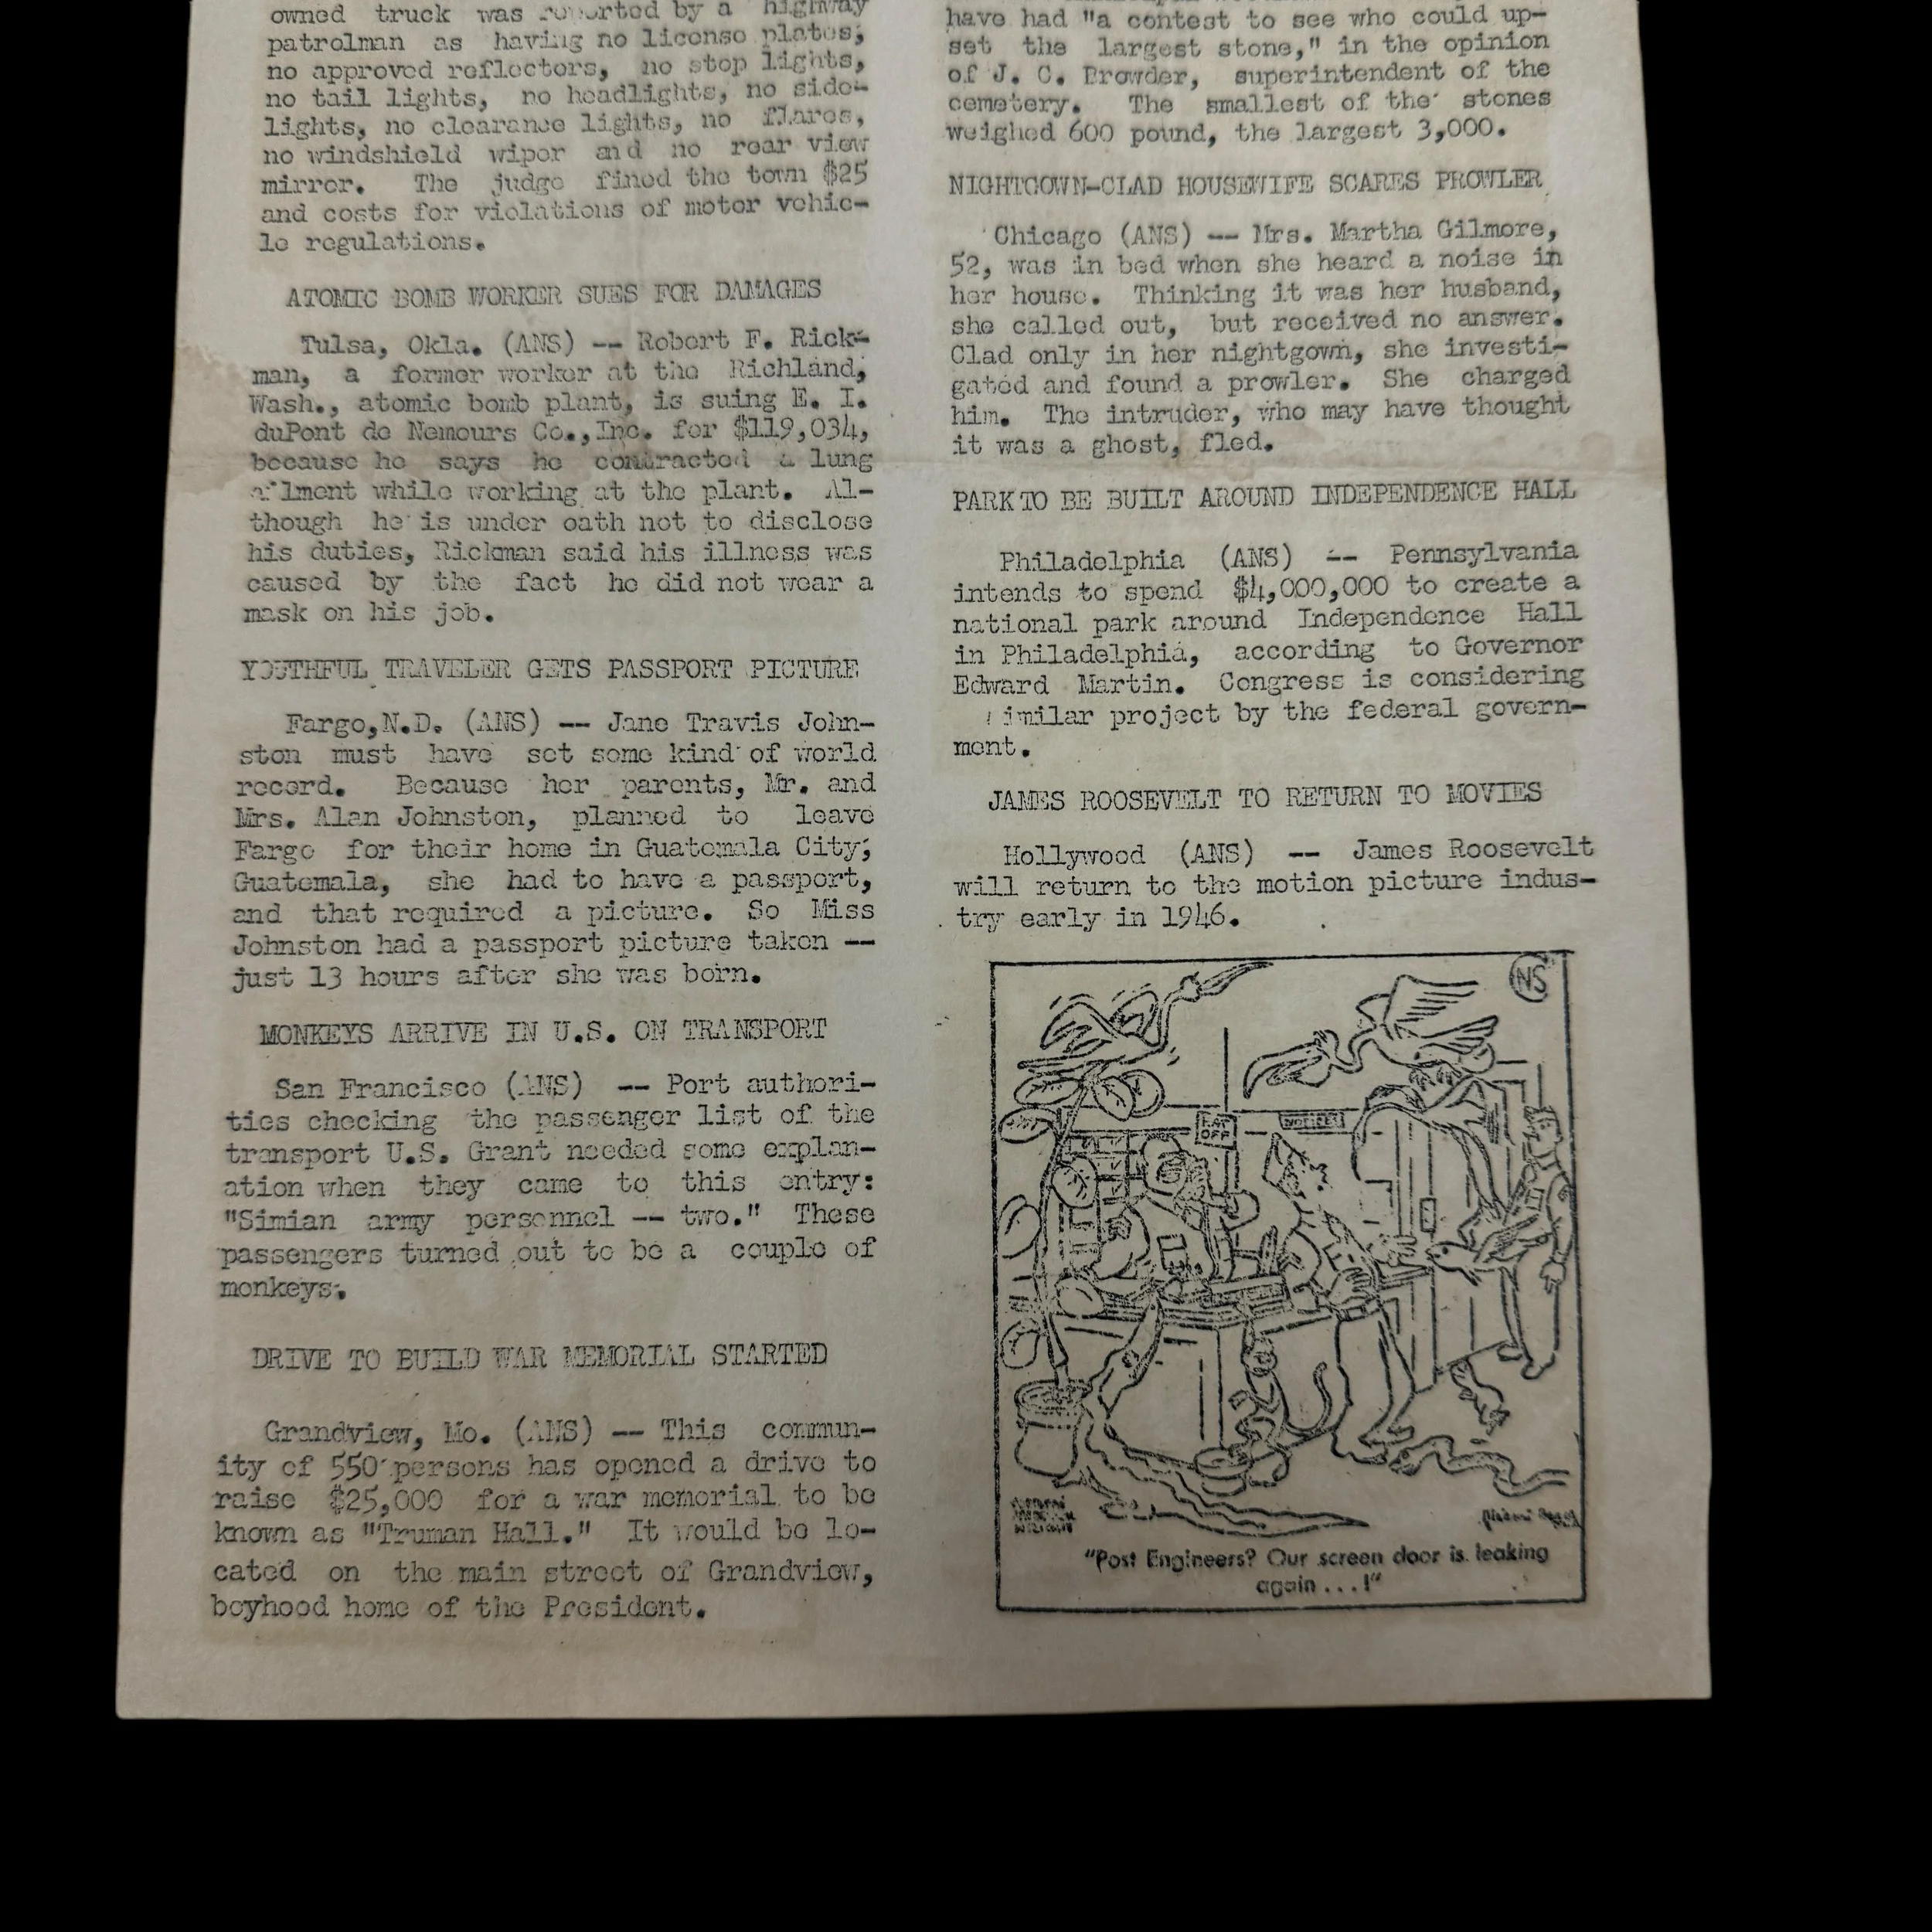 owned truck was reported by a highway
patrolman as having no license plates,
no approved reflectors, no stop lights,
no tail lights, no headlights, no side-
lights, no clearance lights, no flares,
no windshield wiper and no rear view
mirror. The judge fined the town $25
and costs for violations of motor vehic-
le regulations.
ATOMIC BOMB WORKER SUES FOR DAMAGES
Tulsa, Okla. (ANS) -- Robert F. Rick-
man, a former worker at the Richland,
Wash., atomic bomb plant, is suing E. I.
duPont de Nemours Co.,Inc. for $119,034,
because he says he contracted a lung
ailment while working at the plant. Al-
though he is under oath not to disclose
his duties, Rickman said his illness was
caused by the fact he did not wear a
mask on his job.
YOUTHFUL TRAVELER GETS PASSPORT PICTURE
Fargo,N.D. (ANS) -- Jane Travis John-
ston must have set some kind of world
record. Because her parents, Mr. and
Mrs. Alan Johnston, planned to leave
Fargo for their home in Guatemala City,
Guatemala, she had to have a passport,
and that required a picture. So Miss
Johnston had a passport picture taken --
just 13 hours after she was born.
MONKEYS ARRIVE IN U.S. ON TRANSPORT
San Francisco (ANS) -- Port authori-
ties checking the passenger list of the
transport U.S. Grant needed some explan-
ation when they came to this entry:
"Simian army personnel -- two." These
passengers turned out to be a couple of
monkeys.
DRIVE TO BUILD WAR MEMORIAL STARTED
Grandview, Mo. (ANS) -- This commun-
ity of 550 persons has opened a drive to
raise $25,000 for a war memorial to be
known as "Truman Hall." It would be lo-
cated on the main street of Grandview,
boyhood home of the President.
have had "a contest to see who could up-
set the largest stone," in the opinion
of J. C. Browder, superintendent of the
cemetery. The smallest of the stones
weighed 600 pound, the largest 3,000.
NIGHTGOWN-CLAD HOUSEWIFE SCARES PROWLER
Chicago (ANS) -- Mrs. Martha Gilmore,
52, was in bed when she heard a noise in
her house. Thinking it was her husband,
she called out, but received no answer.
Clad only in her nightgown, she investi-
gated and found a prowler. She charged
him. The intruder, who may have thought
it was a ghost, fled.
PARK TO BE BUILT AROUND INDEPENDENCE HALL
Philadelphia (ANS) -- Pennsylvania
intends to spend $4,000,000 to create a
national park around Independence Hall
in Philadelphia, according to Governor
Edward Martin. Congress is considering
similar project by the federal govern-
ment.
JAMES ROOSEVELT TO RETURN TO MOVIES
Hollywood (ANS) -- James Roosevelt
will return to the motion picture indus-
try early in 1946.
NS
OFF
"Post Engineers? Our screen door is leaking
again . . . !"